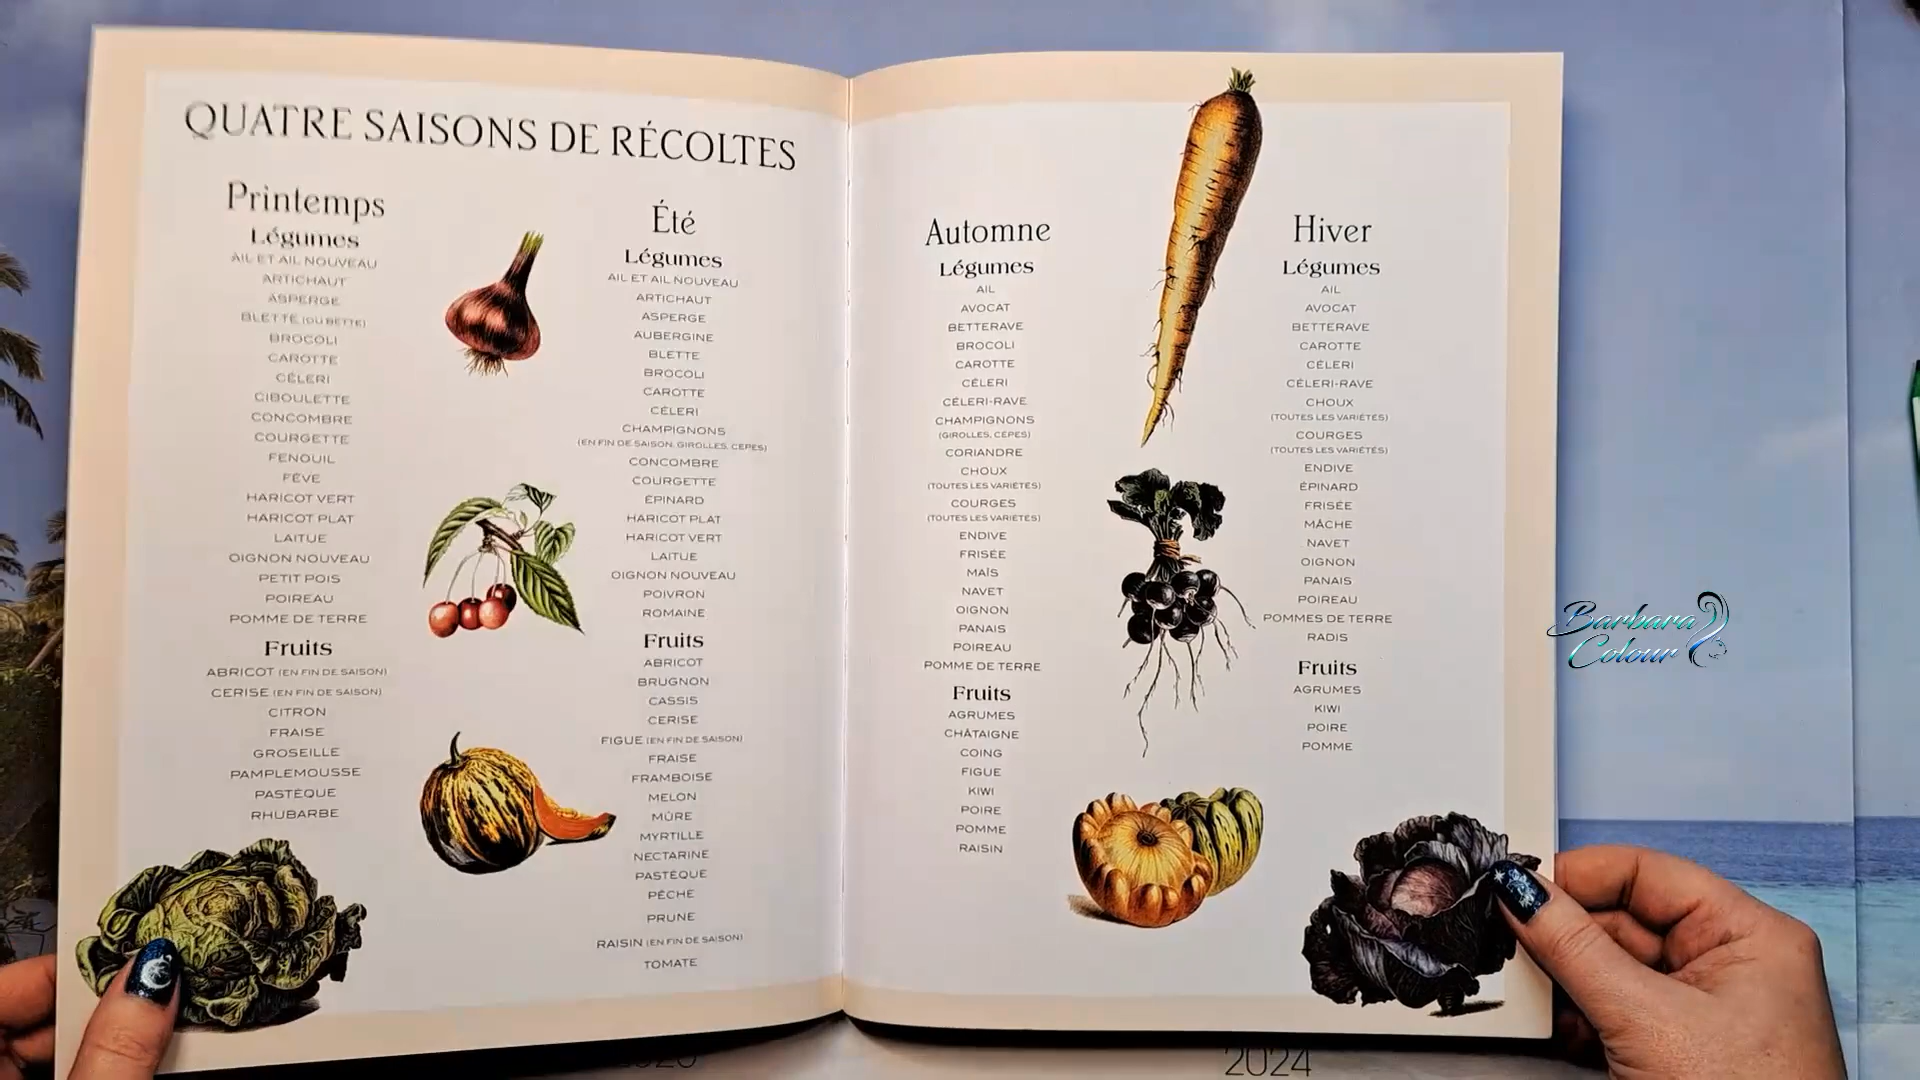 QUATRE SAISONS DE RÉCOLTES
Printemps
Légumes
AIL ET AIL NOUVEAU
ARTICHAUT
ASPERGE
BLETTE (OU BETTE)
BROCOLI
CAROTTE
CÉLERI
CIBOULETTE
CONCOMBRE
COURGETTE
FENOUIL
FÈVE
HARICOT VERT
HARICOT PLAT
LAITUE
OIGNON NOUVEAU
PETIT POIS
POIREAU
POMME DE TERRE
Fruits
ABRICOT (EN FIN DE SAISON)
CERISE (EN FIN DE SAISON)
CITRON
FRAISE
GROSEILLE
PAMPLEMOUSSE
PASTÈQUE
RHUBARBE
Été
Légumes
AIL ET AIL NOUVEAU
ARTICHAUT
ASPERGE
AUBERGINE
BLETTE
BROCOLI
CAROTTE
CÉLERI
CHAMPIGNONS
(EN FIN DE SAISON, GIROLLES, CÈPES)
CONCOMBRE
COURGETTE
ÉPINARD
HARICOT PLAT
HARICOT VERT
LAITUE
OIGNON NOUVEAU
POIVRON
ROMAINE
Fruits
ABRICOT
BRUGNON
CASSIS
CERISE
FIGUE (EN FIN DE SAISON)
FRAISE
FRAMBOISE
MELON
MÛRE
MYRTILLE
NECTARINE
PASTÈQUE
PÊCHE
PRUNE
RAISIN (EN FIN DE SAISON)
TOMATE
Automne
Légumes
AIL
AVOCAT
BETTERAVE
BROCOLI
CAROTTE
CÉLERI
CÉLERI-RAVE
CHAMPIGNONS
(GIROLLES, CÈPES)
CORIANDRE
CHOUX
(TOUTES LES VARIÉTÉS)
COURGES
(TOUTES LES VARIÉTÉS)
ENDIVE
FRISÉE
MAÏS
NAVET
OIGNON
PANAIS
POIREAU
POMME DE TERRE
Fruits
AGRUMES
CHÂTAIGNE
COING
FIGUE
KIWI
POIRE
POMME
RAISIN
Hiver
Légumes
AIL
AVOCAT
BETTERAVE
CAROTTE
CÉLERI
CÉLERI-RAVE
CHOUX
(TOUTES LES VARIÉTÉS)
COURGES
(TOUTES LES VARIÉTÉS)
ENDIVE
ÉPINARD
FRISÉE
MÂCHE
NAVET
OIGNON
PANAIS
POIREAU
POMMES DE TERRE
RADIS
Fruits
AGRUMES
KIWI
POIRE
POMME
Barbara
Colour
2024